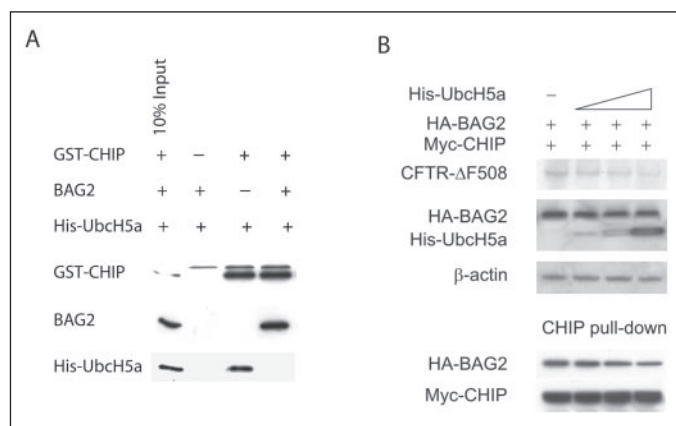 A
10% Input
GST-CHIP + – + +
BAG2 + + – +
His-UbcH5a + + + +
GST-CHIP
BAG2
His-UbcH5a
B
His-UbcH5a –
HA-BAG2 + + + +
Myc-CHIP + + + +
CFTR-ΔF508
HA-BAG2
His-UbcH5a
β-actin
CHIP pull-down
HA-BAG2
Myc-CHIP